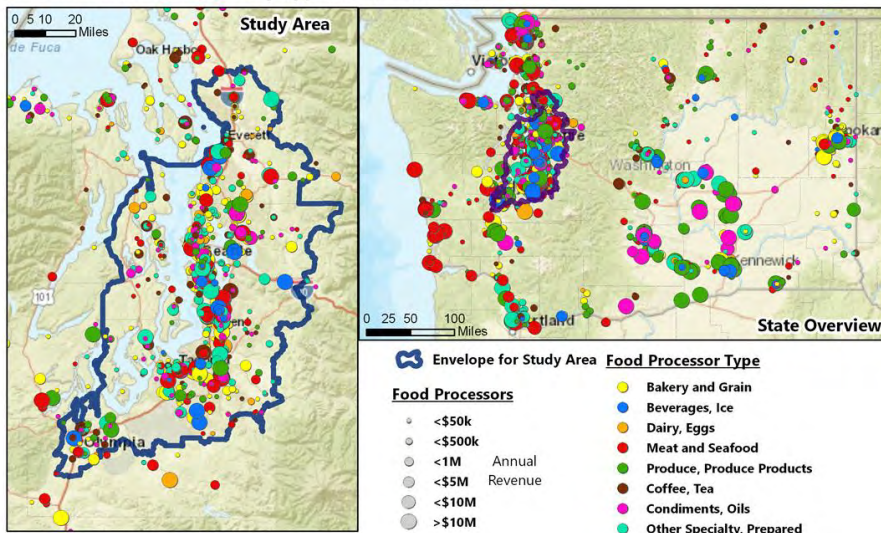 Study Area
0 5 10 20
Miles
de Fuca
Oak Harbo
Everett
101
Olympia
Victo
Spokan
Washington
Kennewick
rtland
0 25 50 100
Miles
State Overview
Envelope for Study Area
Food Processors
<$50k
<$500k
<1M
<$5M
<$10M
>$10M
Annual
Revenue
Food Processor Type
Bakery and Grain
Beverages, Ice
Dairy, Eggs
Meat and Seafood
Produce, Produce Products
Coffee, Tea
Condiments, Oils
Other Specialty, Prepared